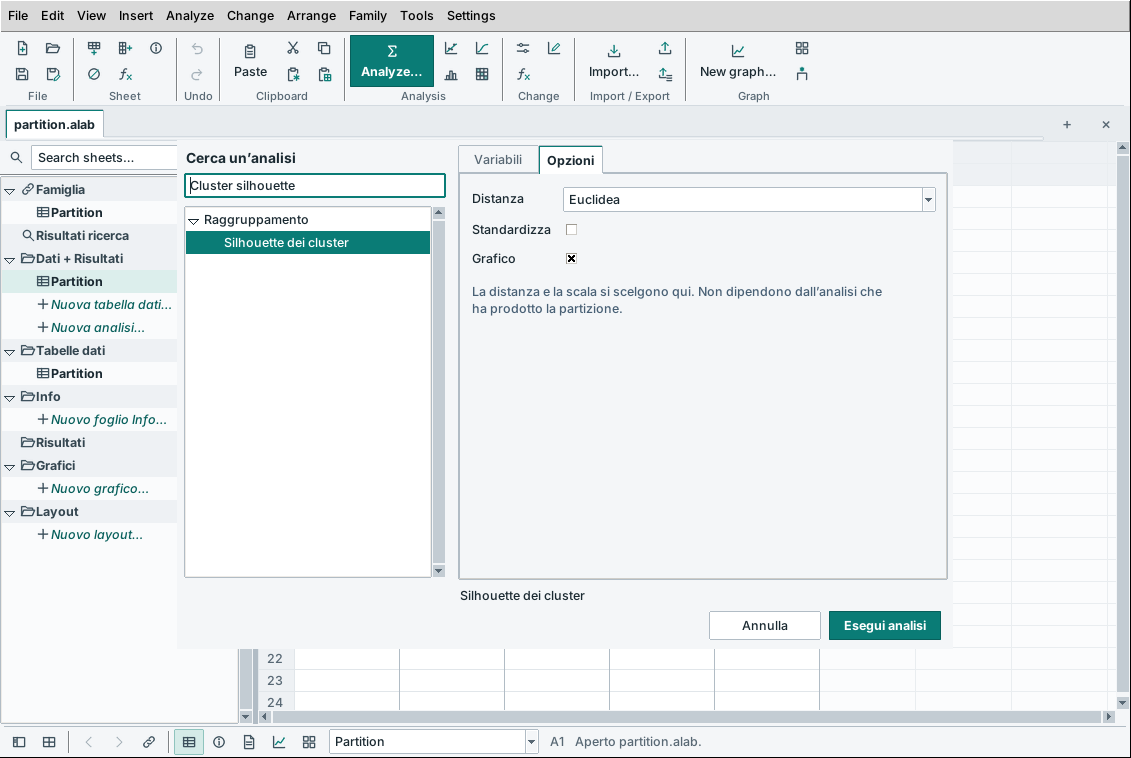 File Edit View Insert Analyze Change Arrange Family Tools Settings
Paste
Analyze...
Import...
New graph...
File
Sheet
Undo
Clipboard
Analysis
Change
Import / Export
Graph
partition.alab
Search sheets...
Famiglia
Partition
Risultati ricerca
Dati + Risultati
Partition
Nuova tabella dati...
Nuova analisi...
Tabelle dati
Partition
Info
Nuovo foglio Info...
Risultati
Grafici
Nuovo grafico...
Layout
Nuovo layout...
Cerca un'analisi
Cluster silhouette
Raggruppamento
Silhouette dei cluster
Variabili
Opzioni
Distanza
Euclidea
Standardizza
Grafico
La distanza e la scala si scelgono qui. Non dipendono dall'analisi che
ha prodotto la partizione.
Silhouette dei cluster
Annulla
Esegui analisi
22
23
24
Partition
A1
Aperto partition.alab.